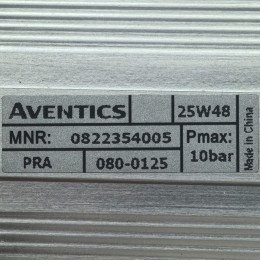 AVENTICS 25W48
MNR: 0822354005 Pmax:
10bar
PRA 080-0125
Made in China